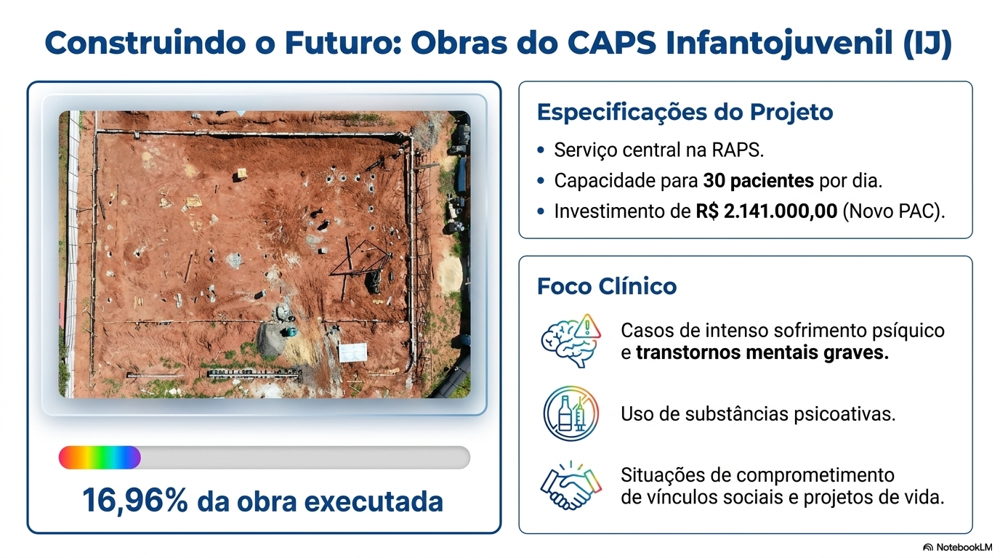 Construindo o Futuro: Obras do CAPS Infantojuvenil (IJ)
16,96% da obra executada
Especificações do Projeto
• Serviço central na RAPS.
• Capacidade para 30 pacientes por dia.
• Investimento de R$ 2.141.000,00 (Novo PAC).
Foco Clínico
Casos de intenso sofrimento psíquico
e transtornos mentais graves.
Uso de substâncias psicoativas.
Situações de comprometimento
de vínculos sociais e projetos de vida.
NotebookLM